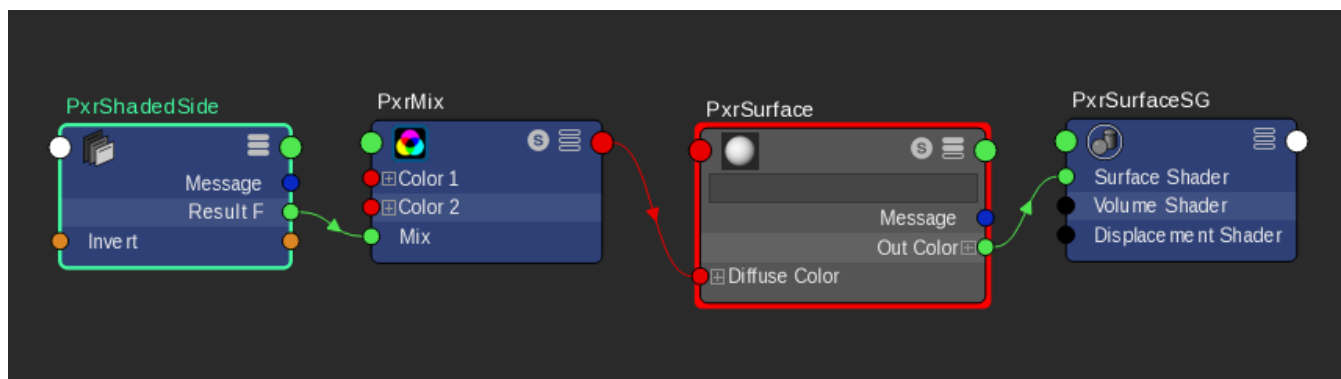 PxrShadedSide
Message
Result F
Invert
PxrMix
S
Color 1
Color 2
Mix
PxrSurface
S
Message
Out Color
Diffuse Color
PxrSurfaceSG
Surface Shader
Volume Shader
Displacement Shader